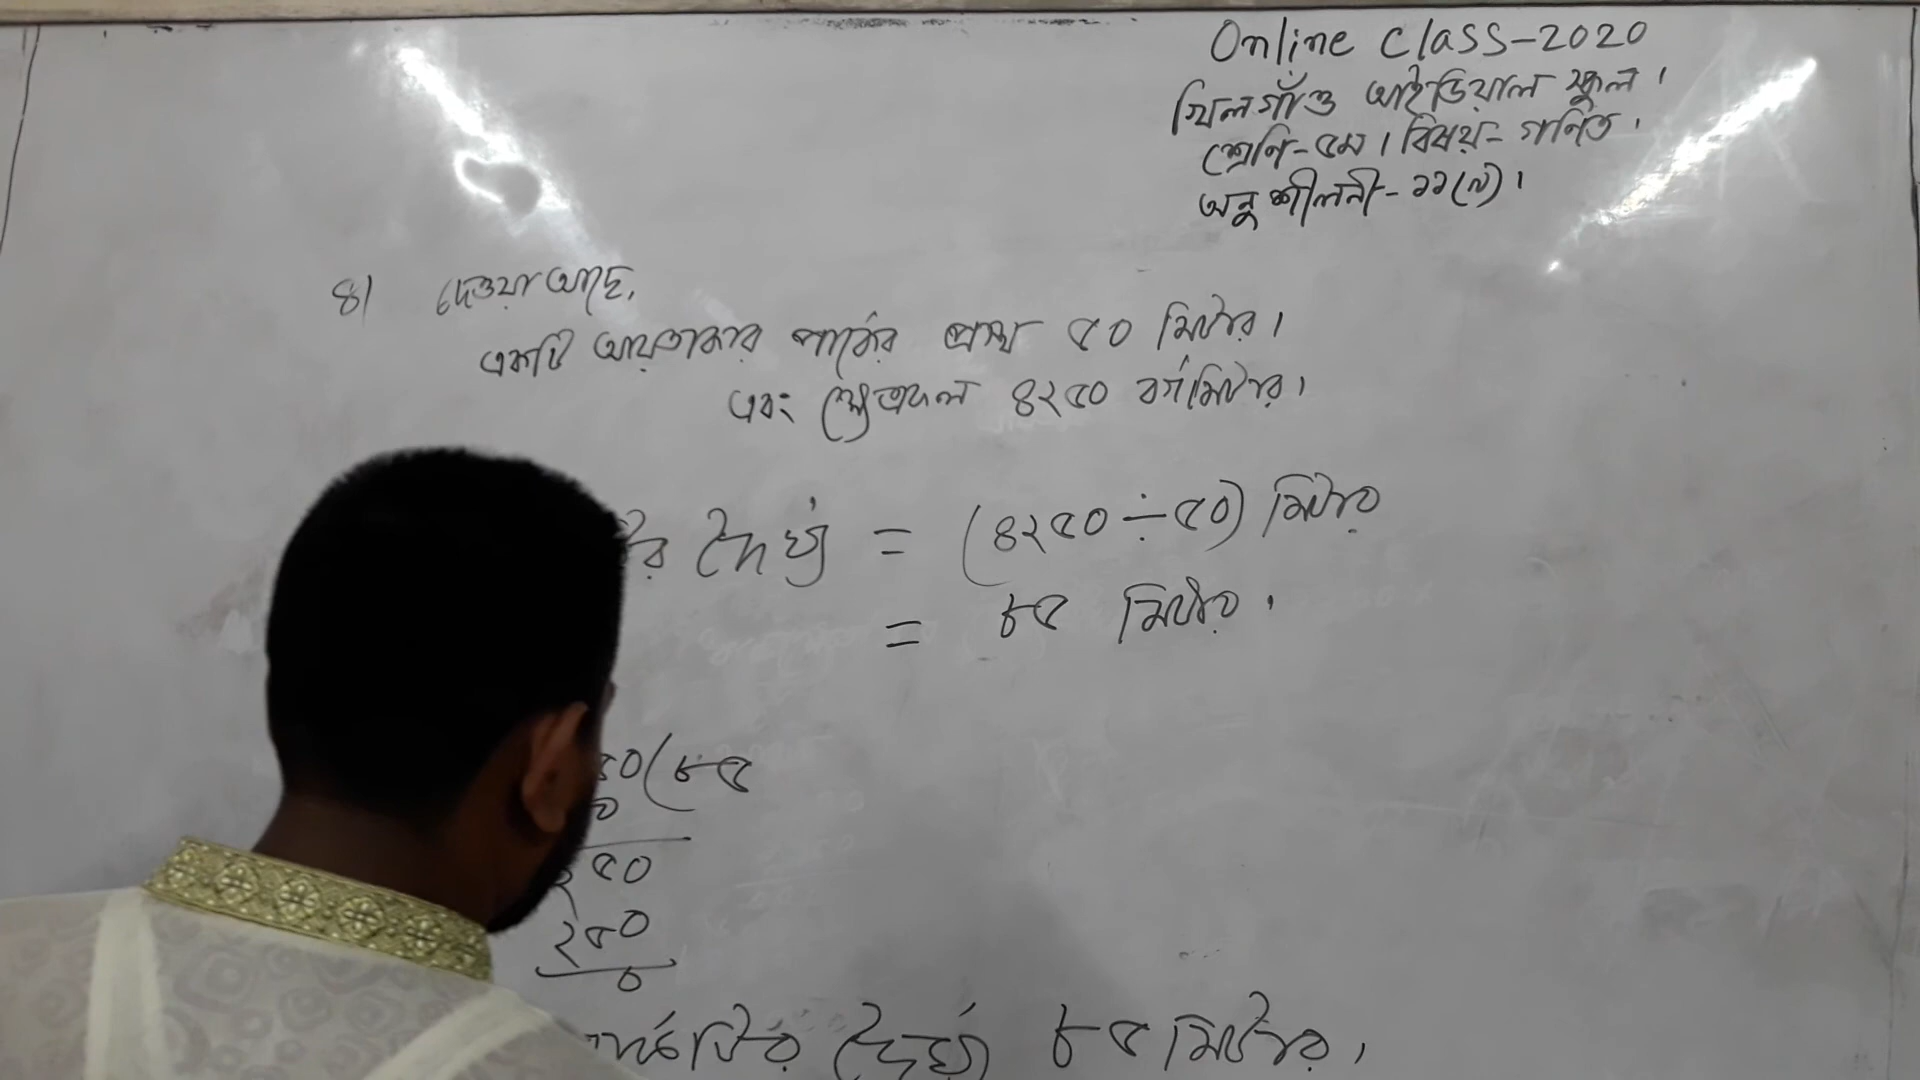 Online Class-2020
খিলগাঁও আইডিয়াল স্কুল।
শ্রেণি-৫ম। বিষয়- গণিত।
অনুশীলনী-১১(গ)।
৪। দেওয়া আছে,
একটি আয়তাকার পার্কের প্রস্থ ৫০ মিটার।
এবং ক্ষেত্রফল ৪২৫০ বর্গমিটার।
দৈর্ঘ্য = (৪২৫০÷৫০) মিটার
= ৮৫ মিটার।
৫০(৮৫
০
২৫০
২৫০
০
পার্কটির দৈর্ঘ্য ৮৫ মিটার।